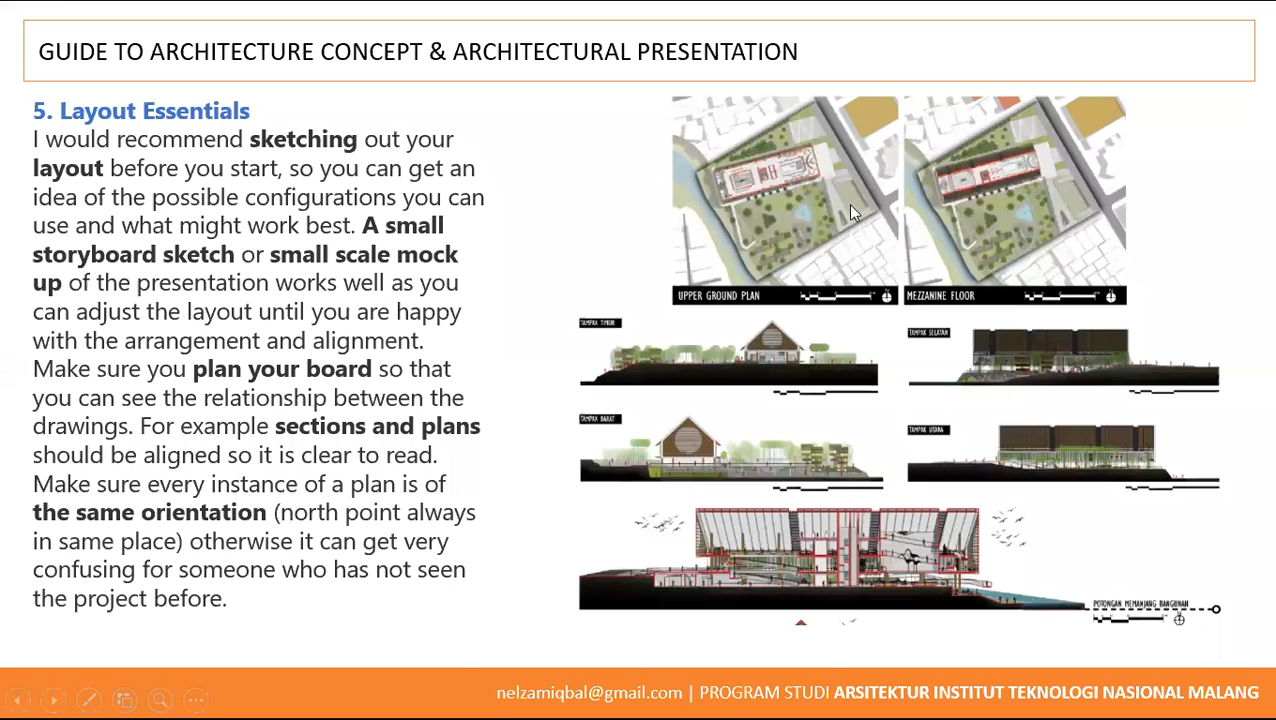 GUIDE TO ARCHITECTURE CONCEPT & ARCHITECTURAL PRESENTATION
5. Layout Essentials
I would recommend sketching out your
layout before you start, so you can get an
idea of the possible configurations you can
use and what might work best. A small
storyboard sketch or small scale mock
up of the presentation works well as you
can adjust the layout until you are happy
with the arrangement and alignment.
Make sure you plan your board so that
you can see the relationship between the
drawings. For example sections and plans
should be aligned so it is clear to read.
Make sure every instance of a plan is of
the same orientation (north point always
in same place) otherwise it can get very
confusing for someone who has not seen
the project before.
UPPER GROUND PLAN
MEZZANINE FLOOR
TAMPAK TIMUR
TAMPAK SELATAN
TAMPAK BARAT
TAMPAK UTARA
POTONGAN MEMANJANG BANGUNAN
nelzamiqbal@gmail.com | PROGRAM STUDI ARSITEKTUR INSTITUT TEKNOLOGI NASIONAL MALANG